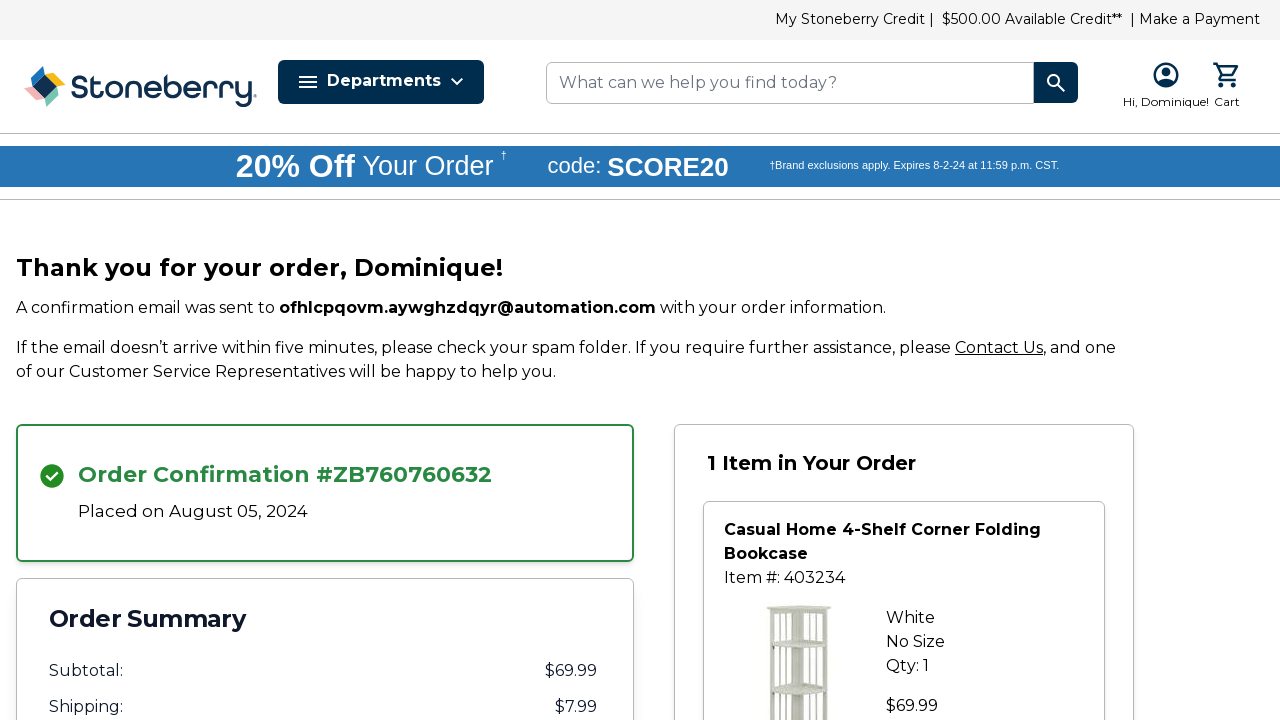 My Stoneberry Credit | $500.00 Available Credit** | Make a Payment
Stoneberry
Departments
What can we help you find today?
Hi, Dominique! Cart
20% Off Your Order † code: SCORE20 †Brand exclusions apply. Expires 8-2-24 at 11:59 p.m. CST.
Thank you for your order, Dominique!
A confirmation email was sent to ofhlcpqovm.aywghzdqyr@automation.com with your order information.
If the email doesn’t arrive within five minutes, please check your spam folder. If you require further assistance, please Contact Us, and one
of our Customer Service Representatives will be happy to help you.
Order Confirmation #ZB760760632
Placed on August 05, 2024
Order Summary
Subtotal: $69.99
Shipping: $7.99
1 Item in Your Order
Casual Home 4-Shelf Corner Folding
Bookcase
Item #: 403234
White
No Size
Qty: 1
$69.99